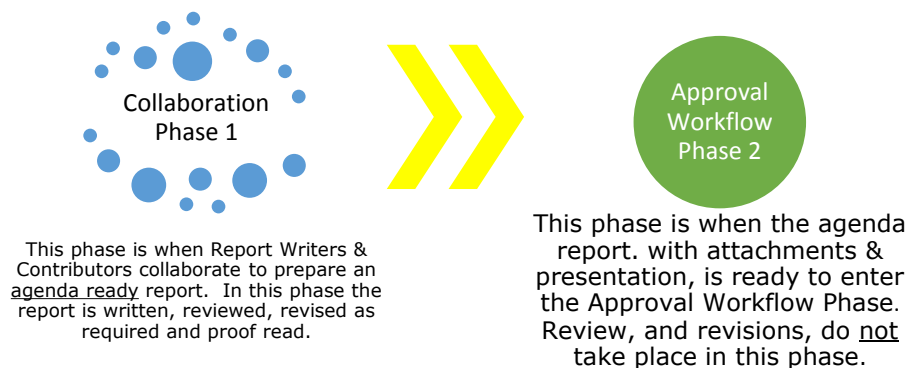 Collaboration
Phase 1
This phase is when Report Writers &
Contributors collaborate to prepare an
agenda ready report.  In this phase the
report is written, reviewed, revised as
required and proof read.
Approval
Workflow
Phase 2
This phase is when the agenda
report. with attachments &
presentation, is ready to enter
the Approval Workflow Phase.
Review, and revisions, do not
take place in this phase.